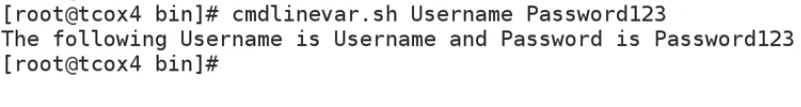 [root@tcox4 bin]# cmdlinevar.sh Username Password123
The following Username is Username and Password is Password123
[root@tcox4 bin]#